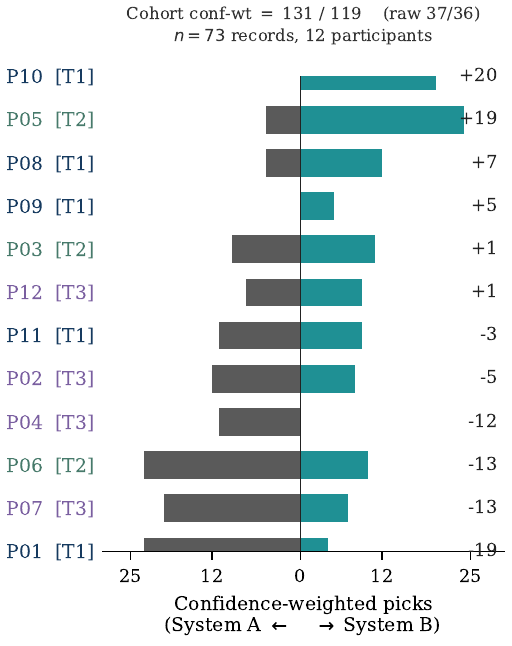 Cohort conf-wt = 131 / 119 (raw 37/36)
n = 73 records, 12 participants
P10 [T1] +20
P05 [T2] +19
P08 [T1] +7
P09 [T1] +5
P03 [T2] +1
P12 [T3] +1
P11 [T1] -3
P02 [T3] -5
P04 [T3] -12
P06 [T2] -13
P07 [T3] -13
P01 [T1] -19
25 12 0 12 25
Confidence-weighted picks
(System A ← → System B)